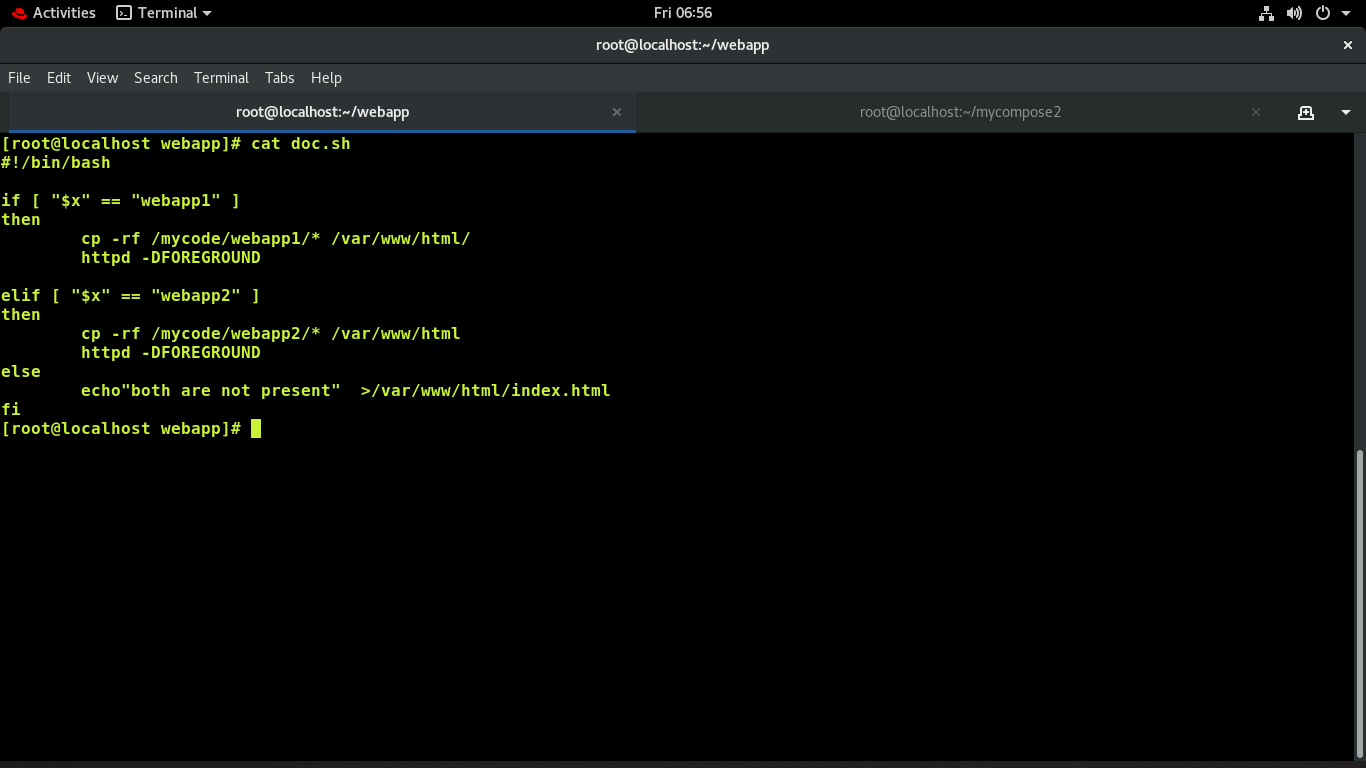 Activities Terminal Fri 06:56
root@localhost:~/webapp
File Edit View Search Terminal Tabs Help
root@localhost:~/webapp root@localhost:~/mycompose2
[root@localhost webapp]# cat doc.sh
#!/bin/bash
if [ "$x" == "webapp1" ]
then
cp -rf /mycode/webapp1/* /var/www/html/
httpd -DFOREGROUND
elif [ "$x" == "webapp2" ]
then
cp -rf /mycode/webapp2/* /var/www/html
httpd -DFOREGROUND
else
echo"both are not present"  >/var/www/html/index.html
fi
[root@localhost webapp]#